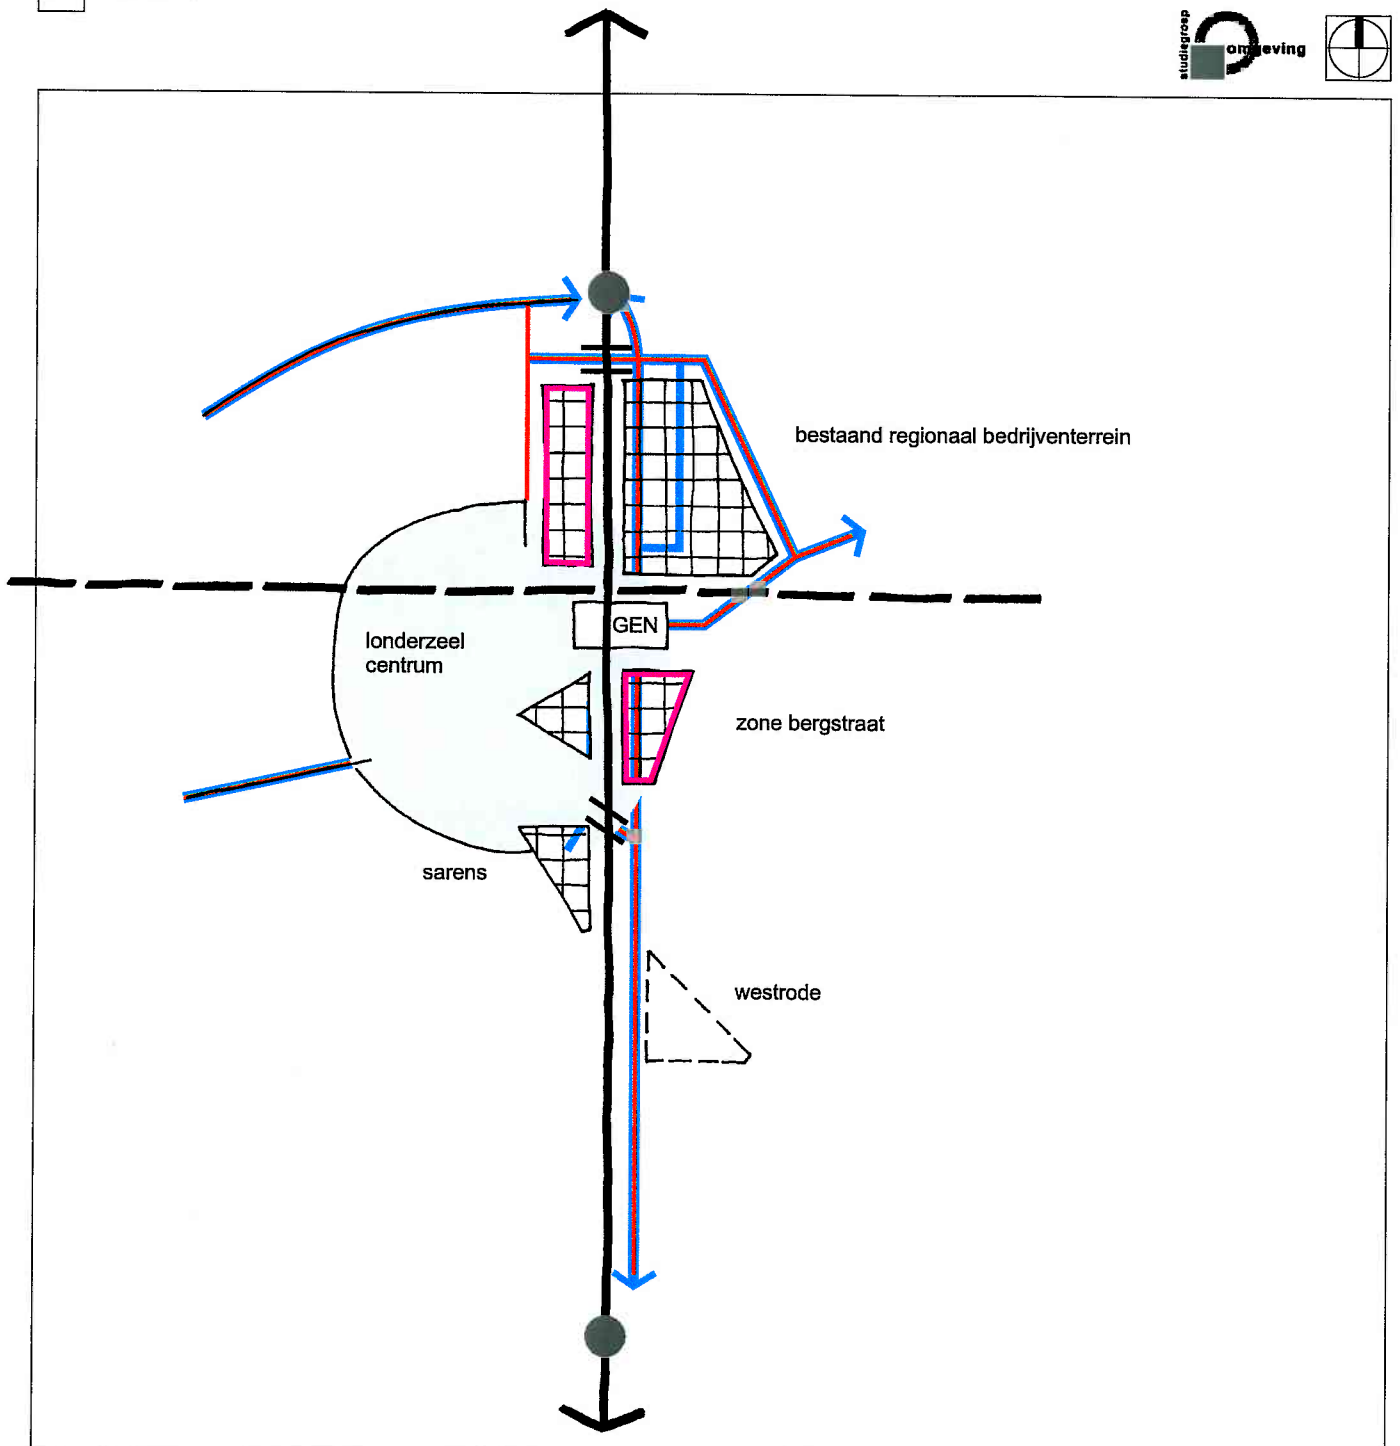 studiegroep
omgeving
bestaand regionaal bedrijventerrein
GEN
londerzeel
centrum
zone bergstraat
sarens
westrode